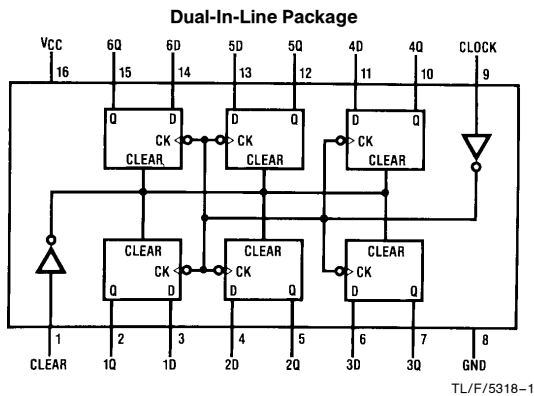 Dual-In-Line Package
VCC 6Q 6D 5D 5Q 4D 4Q CLOCK
16 15 14 13 12 11 10 9
Q D D Q D Q
CK CK CK
CLEAR CLEAR CLEAR
CLEAR CLEAR CLEAR
CK CK CK
Q D D Q D Q
1 2 3 4 5 6 7 8
CLEAR 1Q 1D 2D 2Q 3D 3Q GND
TL/F/5318–1